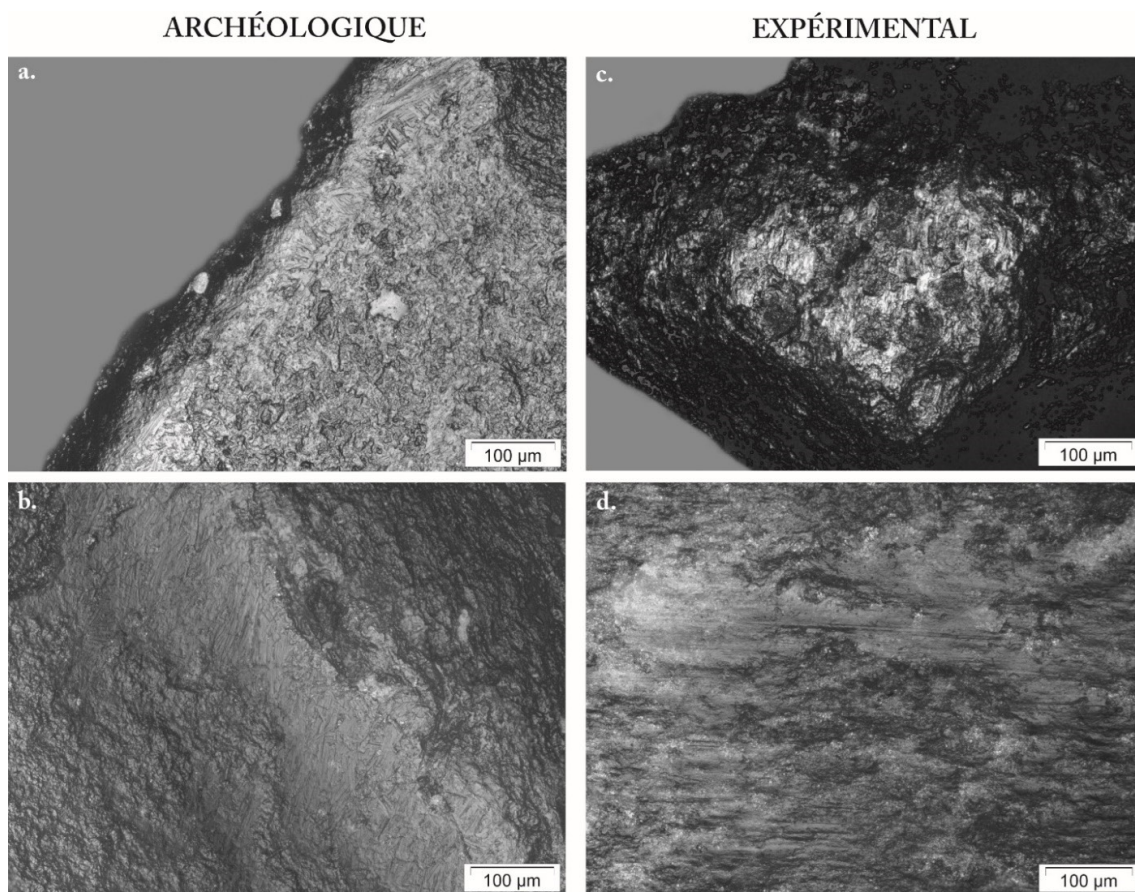 ARCHÉOLOGIQUE
EXPÉRIMENTAL
a.
c.
100 µm
100 µm
b.
d.
100 µm
100 µm